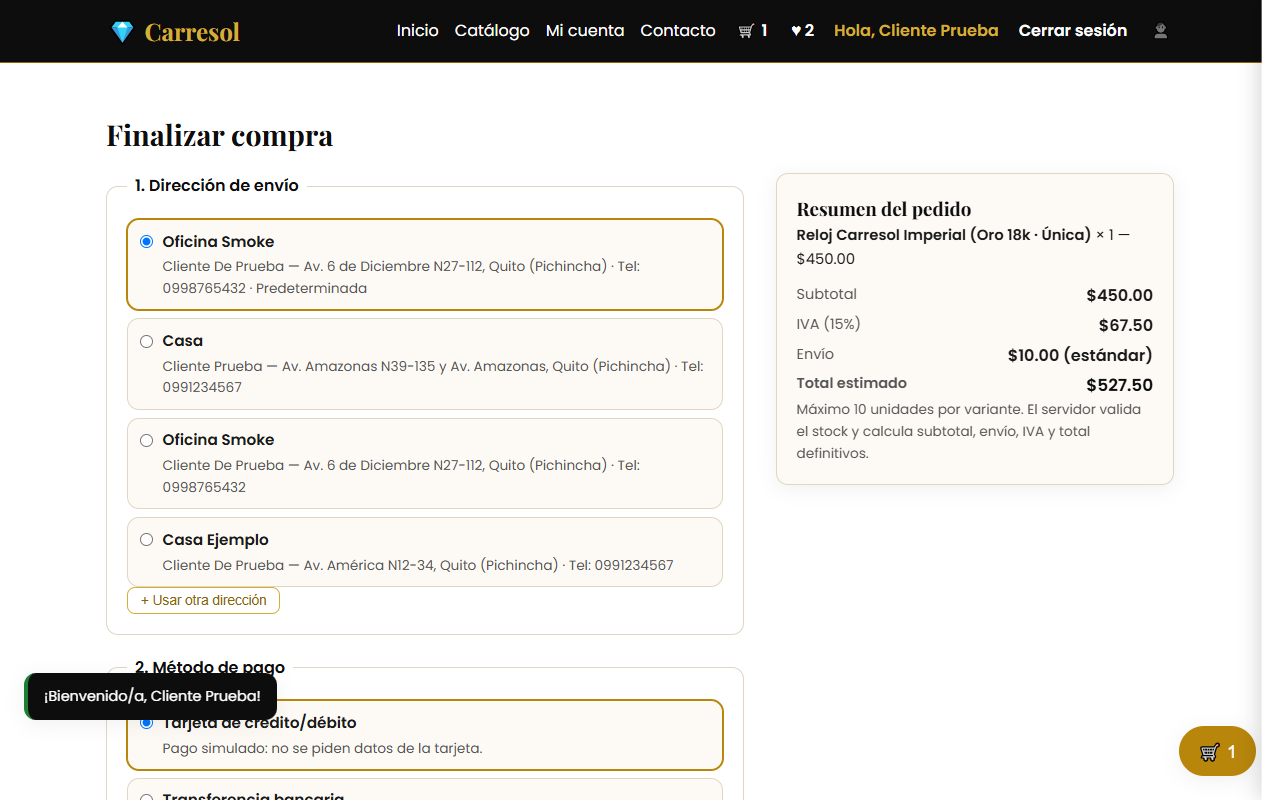 Carresol
Inicio Catálogo Mi cuenta Contacto 1 ♥ 2 Hola, Cliente Prueba Cerrar sesión
Finalizar compra
1. Dirección de envío
Oficina Smoke
Cliente De Prueba — Av. 6 de Diciembre N27-112, Quito (Pichincha) · Tel:
0998765432 · Predeterminada
Casa
Cliente Prueba — Av. Amazonas N39-135 y Av. Amazonas, Quito (Pichincha) · Tel:
0991234567
Oficina Smoke
Cliente De Prueba — Av. 6 de Diciembre N27-112, Quito (Pichincha) · Tel:
0998765432
Casa Ejemplo
Cliente De Prueba — Av. América N12-34, Quito (Pichincha) · Tel: 0991234567
+ Usar otra dirección
2. Método de pago
¡Bienvenido/a, Cliente Prueba!
Tarjeta de crédito/débito
Pago simulado: no se piden datos de la tarjeta.
Transferencia bancaria
Resumen del pedido
Reloj Carresol Imperial (Oro 18k · Única) × 1 —
$450.00
Subtotal $450.00
IVA (15%) $67.50
Envío $10.00 (estándar)
Total estimado $527.50
Máximo 10 unidades por variante. El servidor valida
el stock y calcula subtotal, envío, IVA y total
definitivos.
1